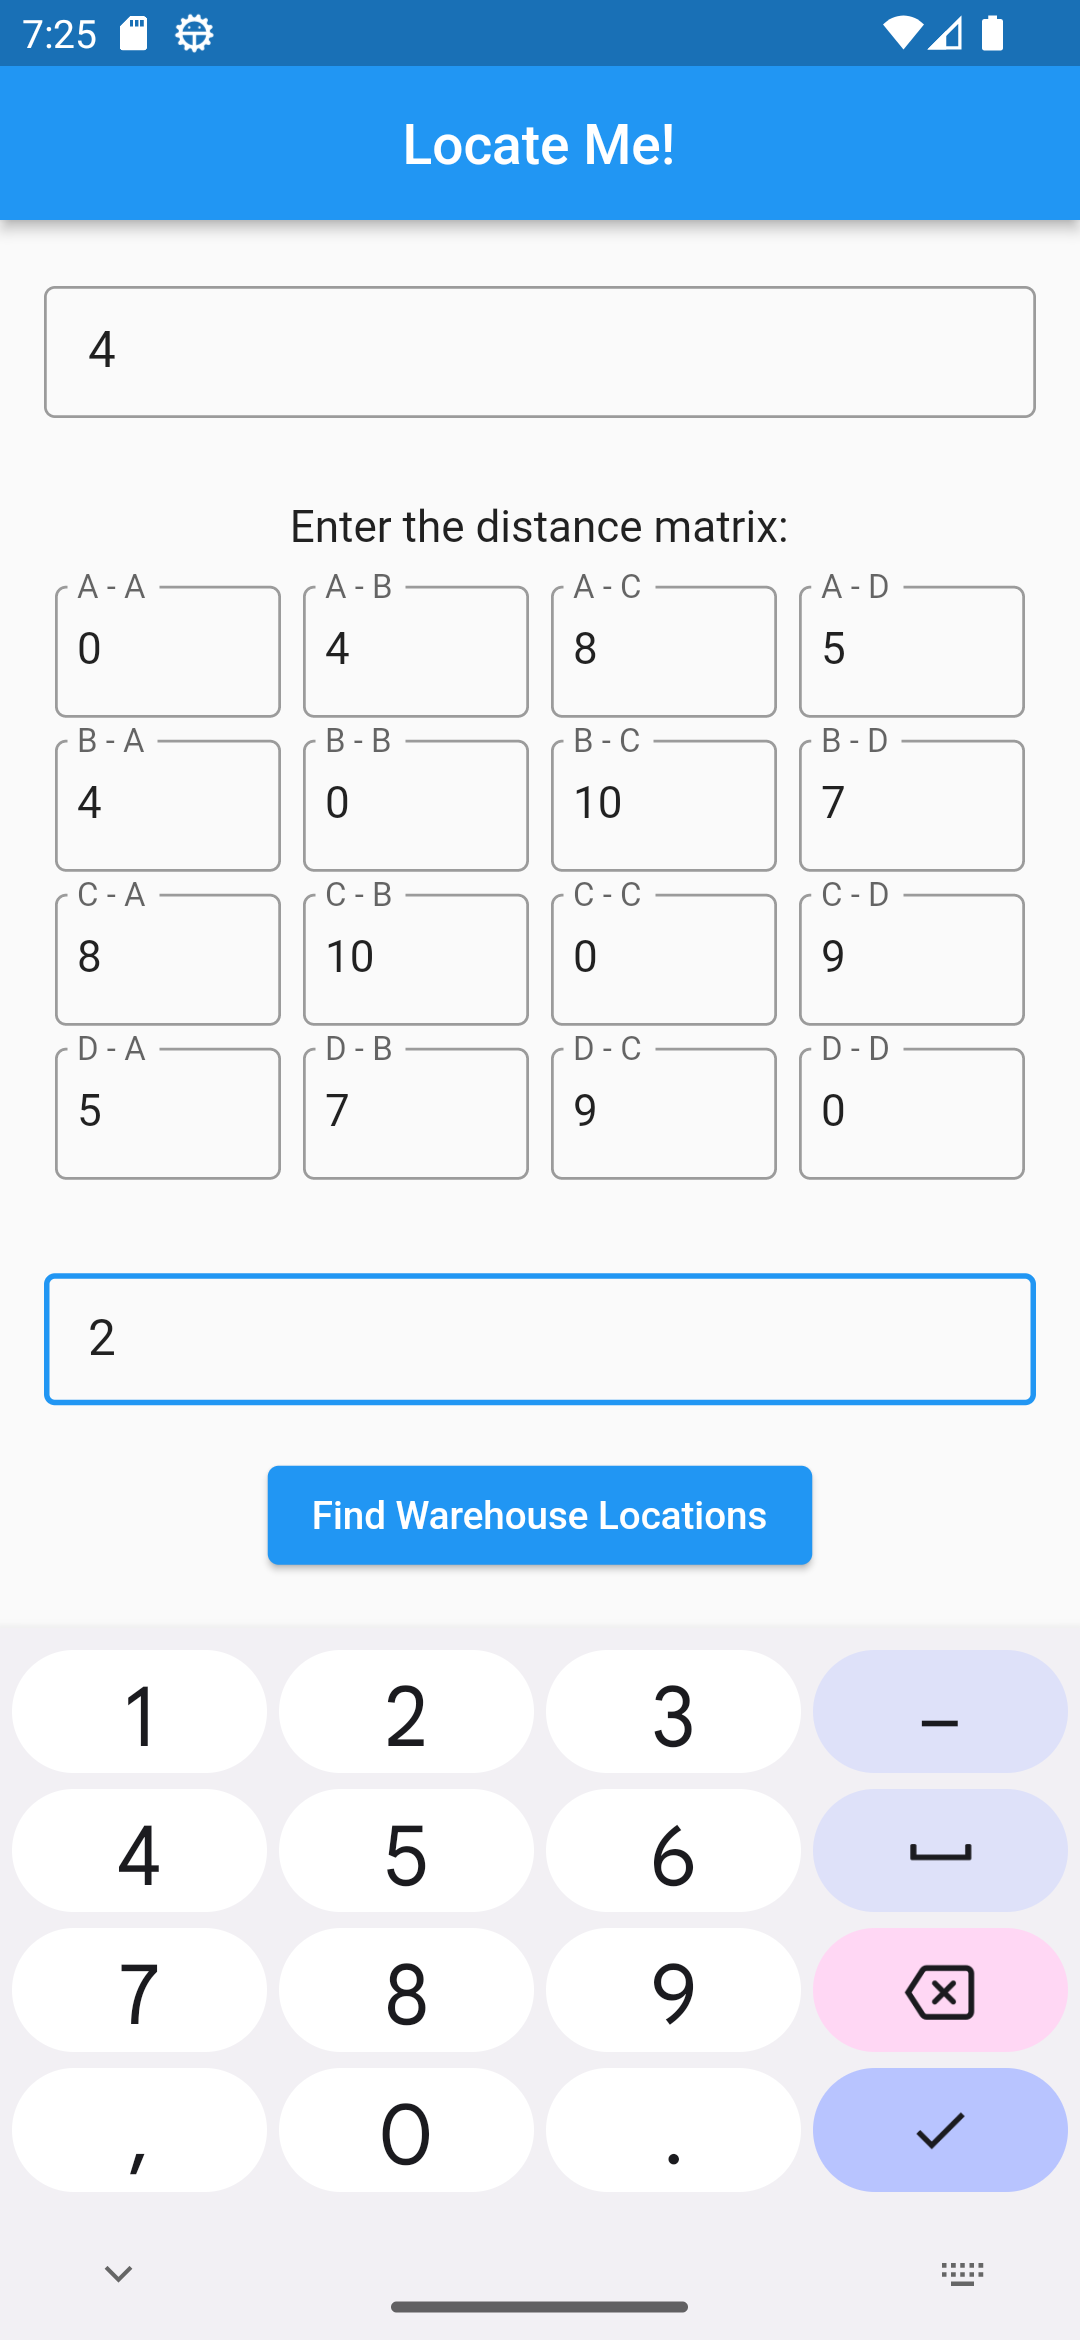 7:25
Locate Me!
4
Enter the distance matrix:
A - A A - B A - C A - D
0 4 8 5
B - A B - B B - C B - D
4 0 10 7
C - A C - B C - C C - D
8 10 0 9
D - A D - B D - C D - D
5 7 9 0
2
Find Warehouse Locations
1 2 3 –
4 5 6
7 8 9
, 0 .